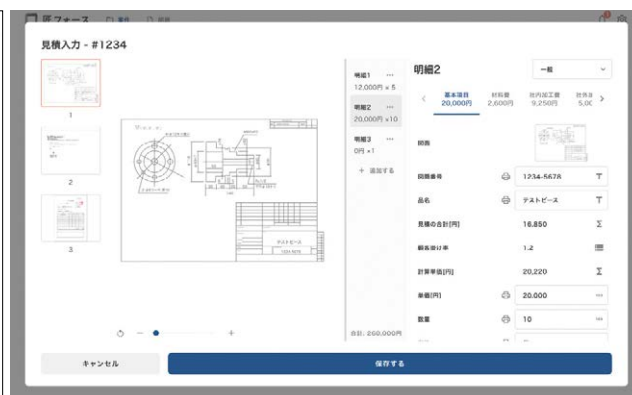 匠フォース
見積入力 - #1234
1
2
3
テストピース
1234-5678
明細1 ...
12,000円 × 5
明細2 ...
20,000円 ×10
明細3 ...
0円 ×1
+ 追加する
合計: 260,000円
明細2
一般
基本項目
20,000円
材料費
2,600円
社内加工費
9,250円
図面
図面番号
1234-5678
品名
テストピース
見積の合計[円]
16,850
Σ
顧客掛け率
1.2
計算単価[円]
20,220
Σ
単価[円]
20,000
数量
10
キャンセル
保存する